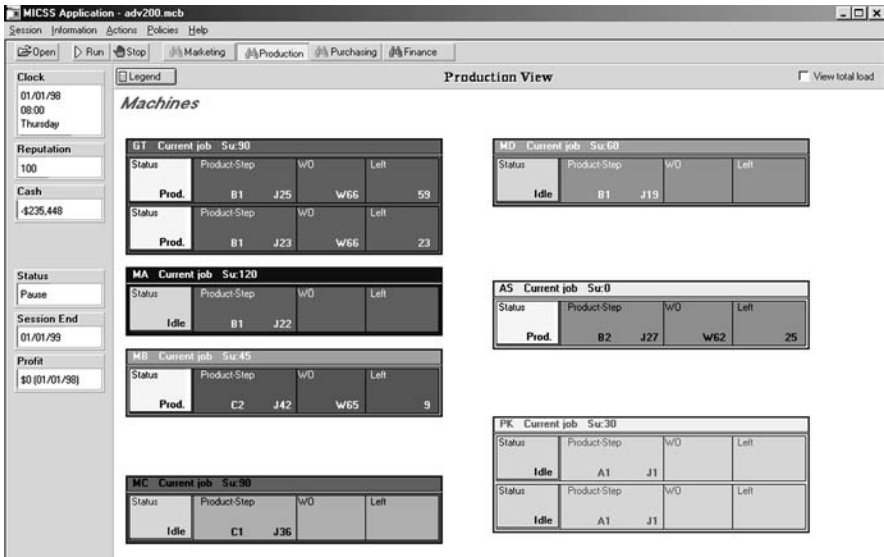 MICSS Application - adv200.mcb
Session Information Actions Policies Help
Open Run Stop Marketing Production Purchasing Finance
Clock
01/01/98
08:00
Thursday
Reputation
100
Cash
-$235,448
Status
Pause
Session End
01/01/99
Profit
$0 (01/01/98)
Legend Production View View total load
Machines
GT Current job Su:90
Status Product-Step WO Left
Prod. B1 J25 W66 59
Status Product-Step WO Left
Prod. B1 J23 W66 23
MA Current job Su:120
Status Product-Step WO Left
Idle B1 J22
MB Current job Su:45
Status Product-Step WO Left
Prod. C2 J42 W65 9
MC Current job Su:90
Status Product-Step WO Left
Idle C1 J36
MD Current job Su:60
Status Product-Step WO Left
Idle B1 J19
AS Current job Su:0
Status Product-Step WO Left
Prod. B2 J27 W62 25
PK Current job Su:30
Status Product-Step WO Left
Idle A1 J1
Status Product-Step WO Left
Idle A1 J1